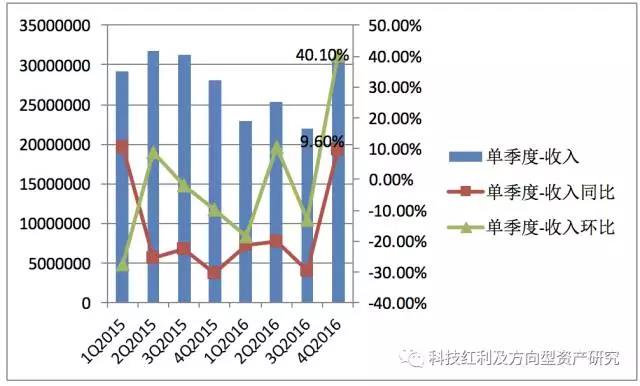 35000000
30000000
25000000
20000000
15000000
10000000
5000000
0
50.00%
40.00%
30.00%
20.00%
10.00%
0.00%
-10.00%
-20.00%
-30.00%
-40.00%
40.10%
9.60%
1Q2015
2Q2015
3Q2015
4Q2015
1Q2016
2Q2016
3Q2016
4Q2016
单季度-收入
单季度-收入同比
单季度-收入环比
科技红利及方向型资产研究